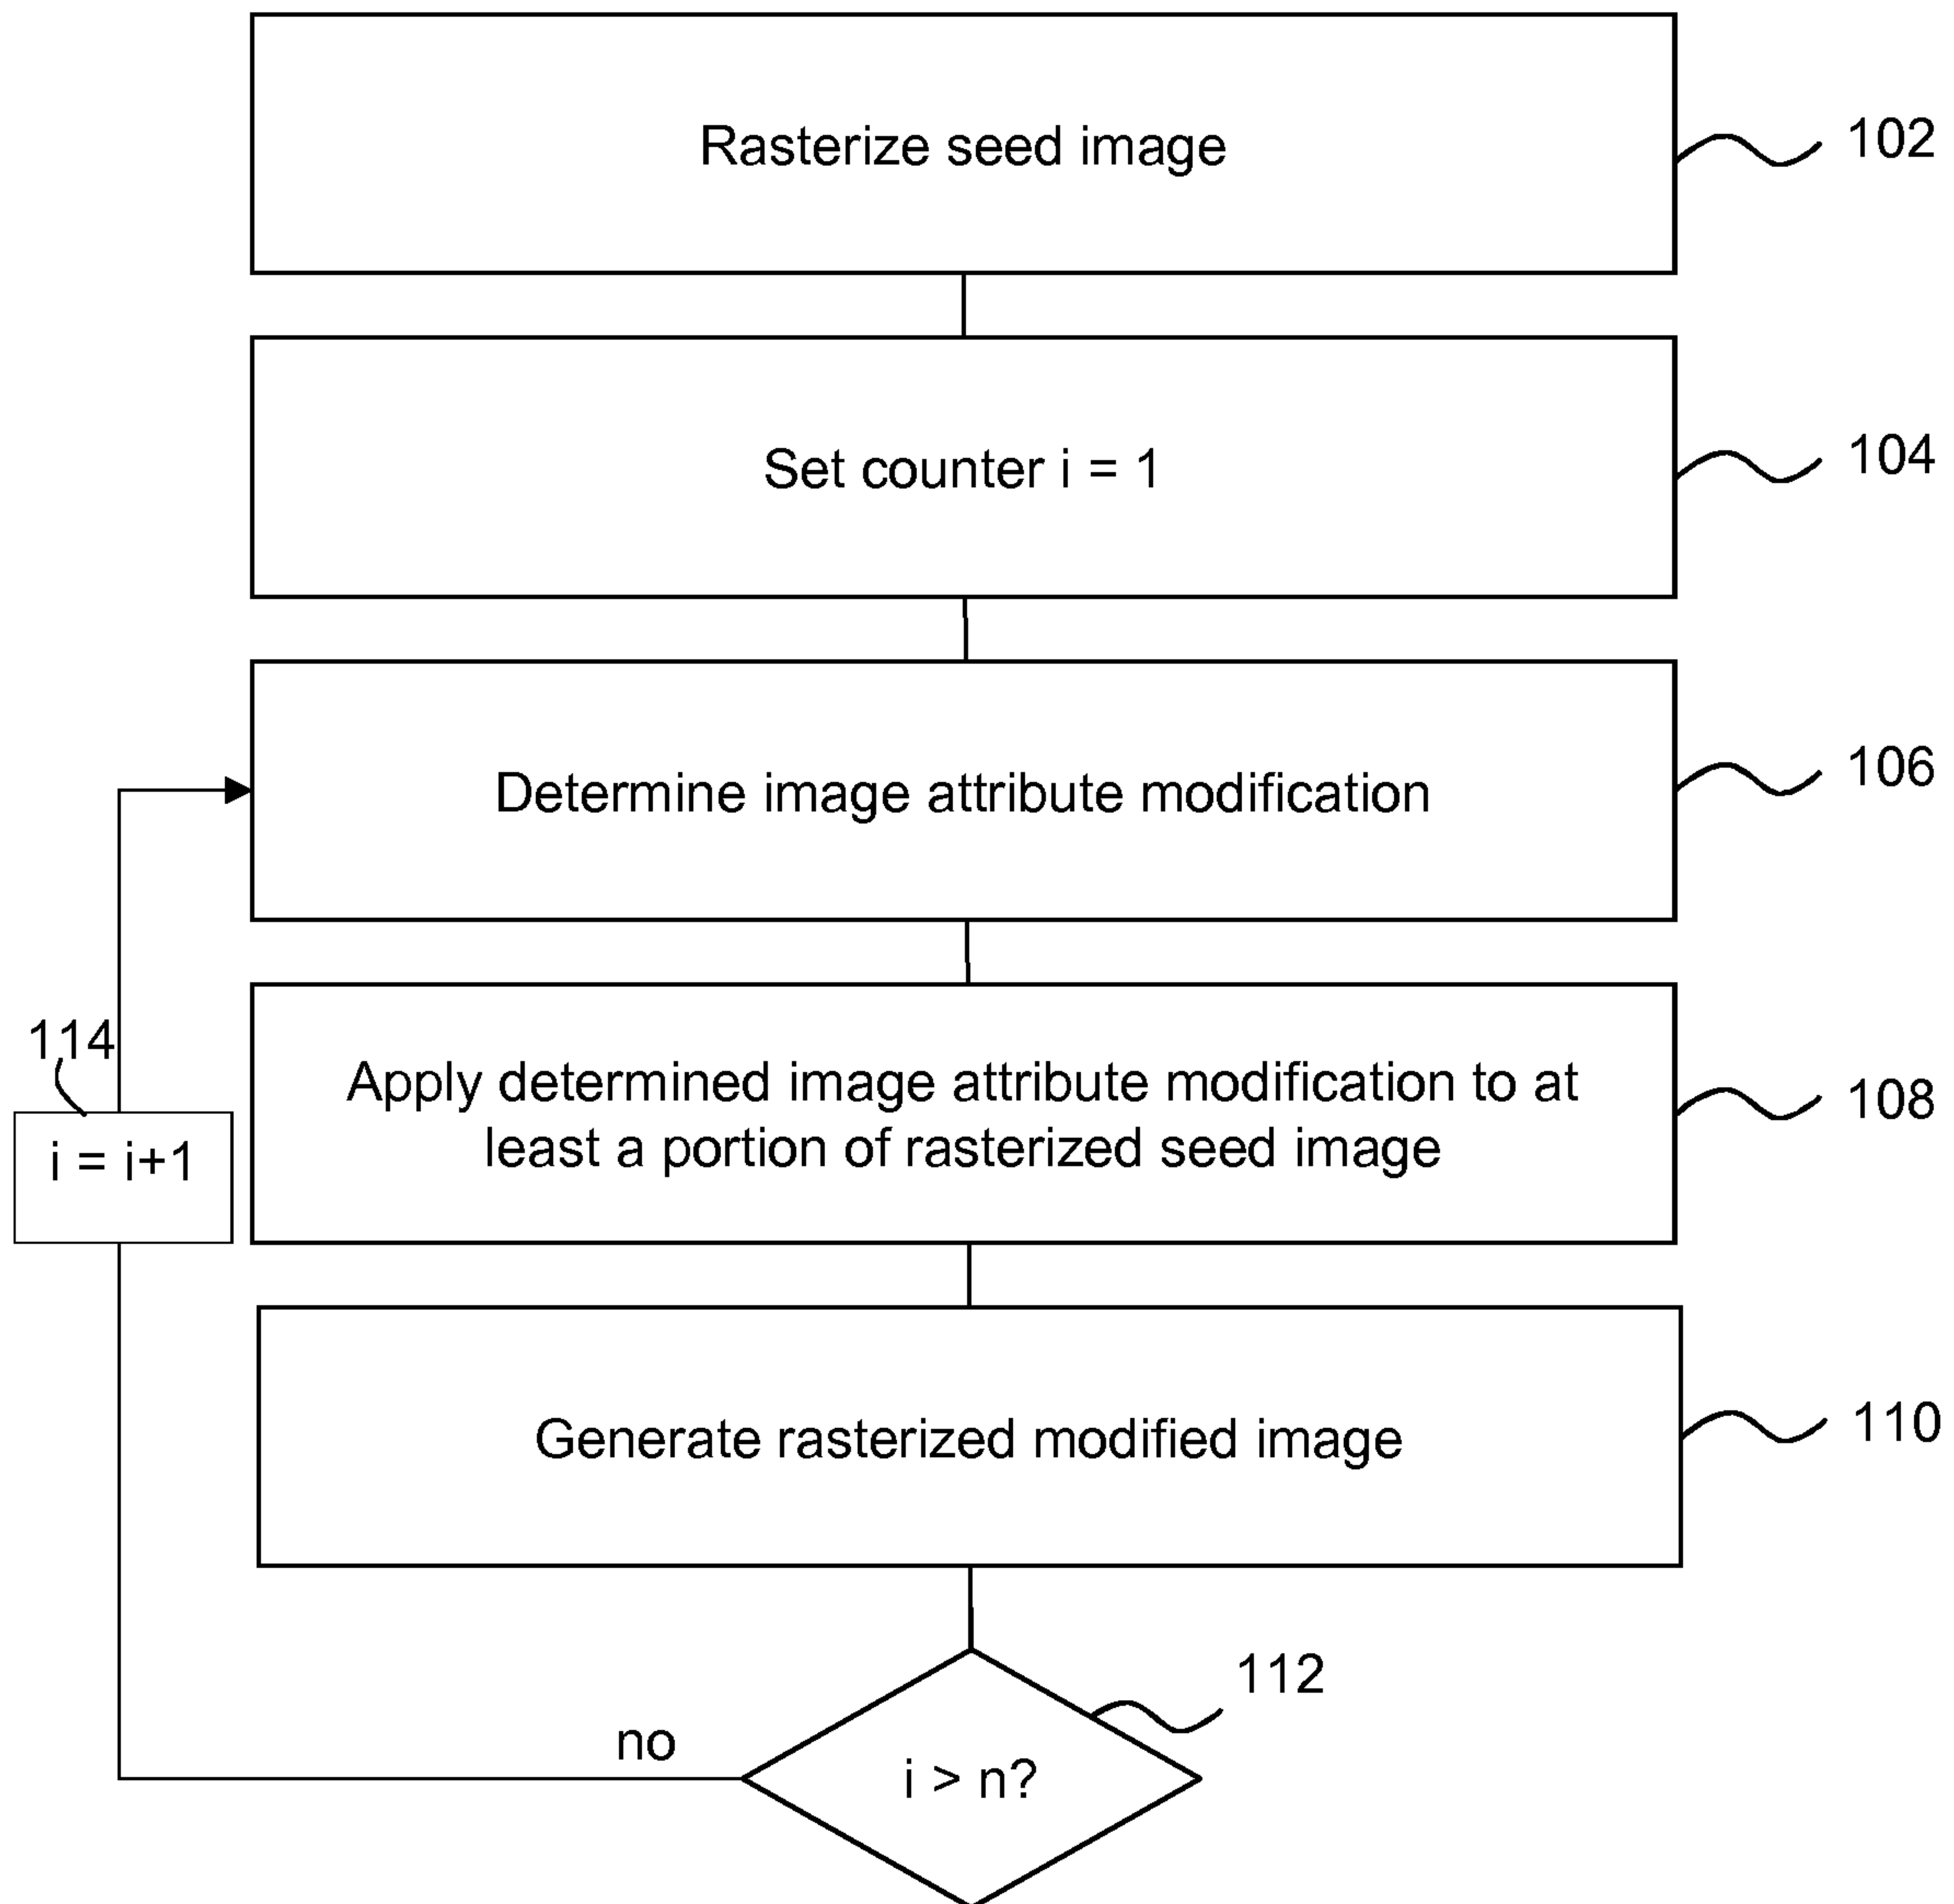 Rasterize seed image
102
Set counter i = 1
104
Determine image attribute modification
106
114
i = i+1
Apply determined image attribute modification to at
least a portion of rasterized seed image
108
Generate rasterized modified image
110
112
no
i > n?